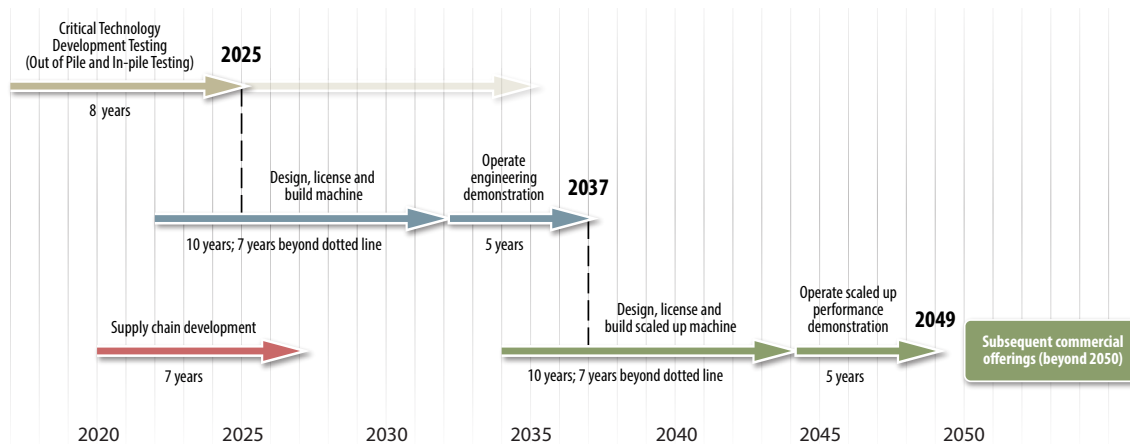 Critical Technology
Development Testing
(Out of Pile and In-pile Testing)
2025
8 years
Design, license and
build machine
Operate
engineering
demonstration
2037
10 years; 7 years beyond dotted line
5 years
Supply chain development
7 years
Design, license and
build scaled up machine
Operate scaled up
performance
demonstration
2049
10 years; 7 years beyond dotted line
5 years
Subsequent commercial
offerings (beyond 2050)
2020 2025 2030 2035 2040 2045 2050